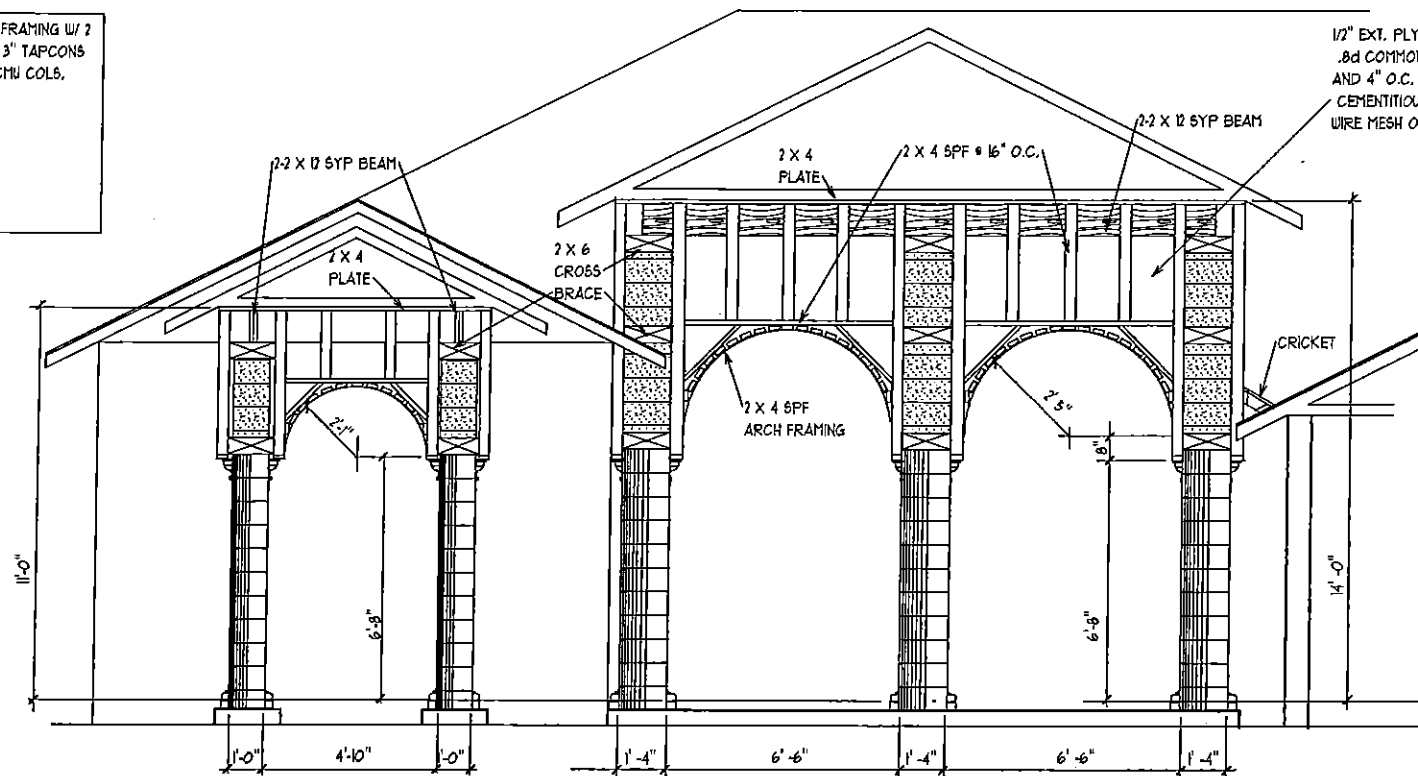 FRAMING W/ 2
3" TAPCONS
CMU COLS.
1/2" EXT. PLY
.8d COMMO
AND 4" O.C.
CEMENTITIOU
WIRE MESH O
2-2 X 12 SYP BEAM
2 X 4
PLATE
2 X 4 SPF @ 16" O.C.
2-2 X 12 SYP BEAM
2 X 4
PLATE
2 X 6
CROSS
BRACE
CRICKET
2 X 4 SPF
ARCH FRAMING
2'-1"
2'-5"
1'8"
11'-0"
6'-8"
6'-8"
14'-0"
1'-0"
4'-10"
1'-0"
1'-4"
6'-6"
1'-4"
6'-6"
1'-4"